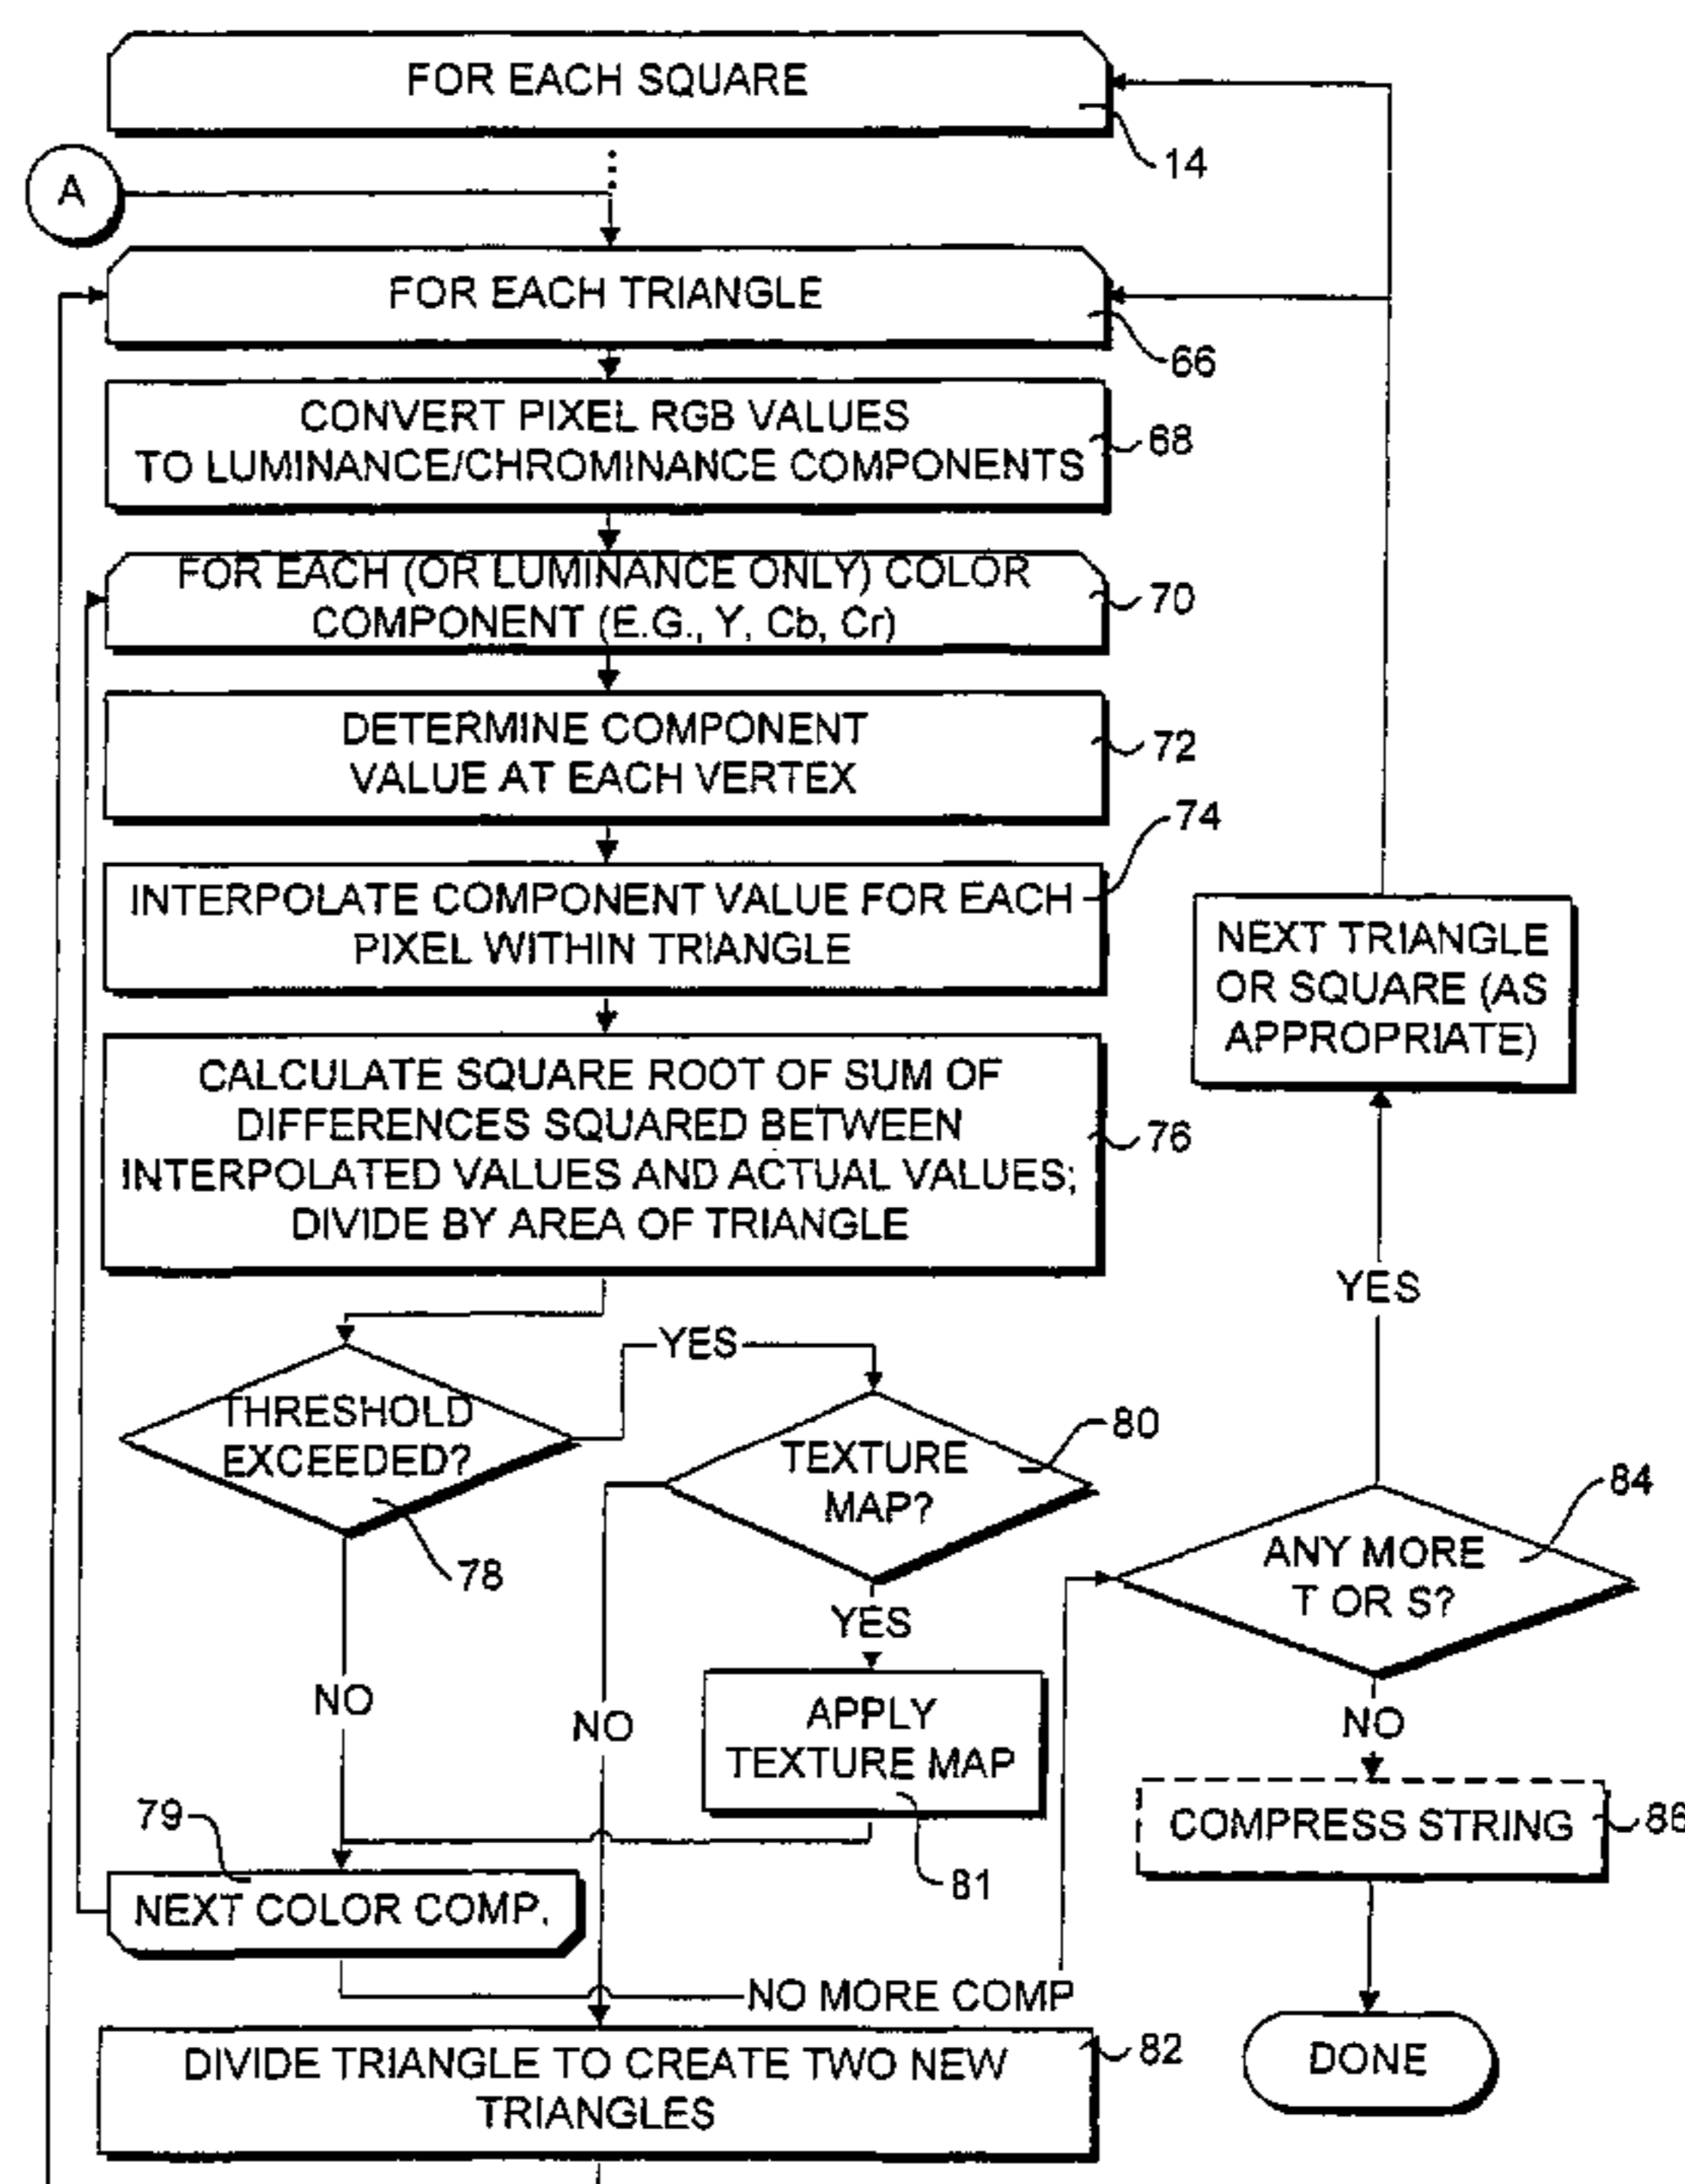 FOR EACH SQUARE
14
A
FOR EACH TRIANGLE
66
CONVERT PIXEL RGB VALUES
TO LUMINANCE/CHROMINANCE COMPONENTS
68
FOR EACH (OR LUMINANCE ONLY) COLOR
COMPONENT (E.G., Y, Cb, Cr)
70
DETERMINE COMPONENT
VALUE AT EACH VERTEX
72
74
INTERPOLATE COMPONENT VALUE FOR EACH
PIXEL WITHIN TRIANGLE
NEXT TRIANGLE
OR SQUARE (AS
APPROPRIATE)
CALCULATE SQUARE ROOT OF SUM OF
DIFFERENCES SQUARED BETWEEN
INTERPOLATED VALUES AND ACTUAL VALUES;
DIVIDE BY AREA OF TRIANGLE
76
YES
YES
THRESHOLD
EXCEEDED?
78
TEXTURE
MAP?
80
ANY MORE
T OR S?
84
YES
NO
NO
NO
APPLY
TEXTURE MAP
81
COMPRESS STRING
86
79
NEXT COLOR COMP.
NO MORE COMP
DIVIDE TRIANGLE TO CREATE TWO NEW
TRIANGLES
82
DONE